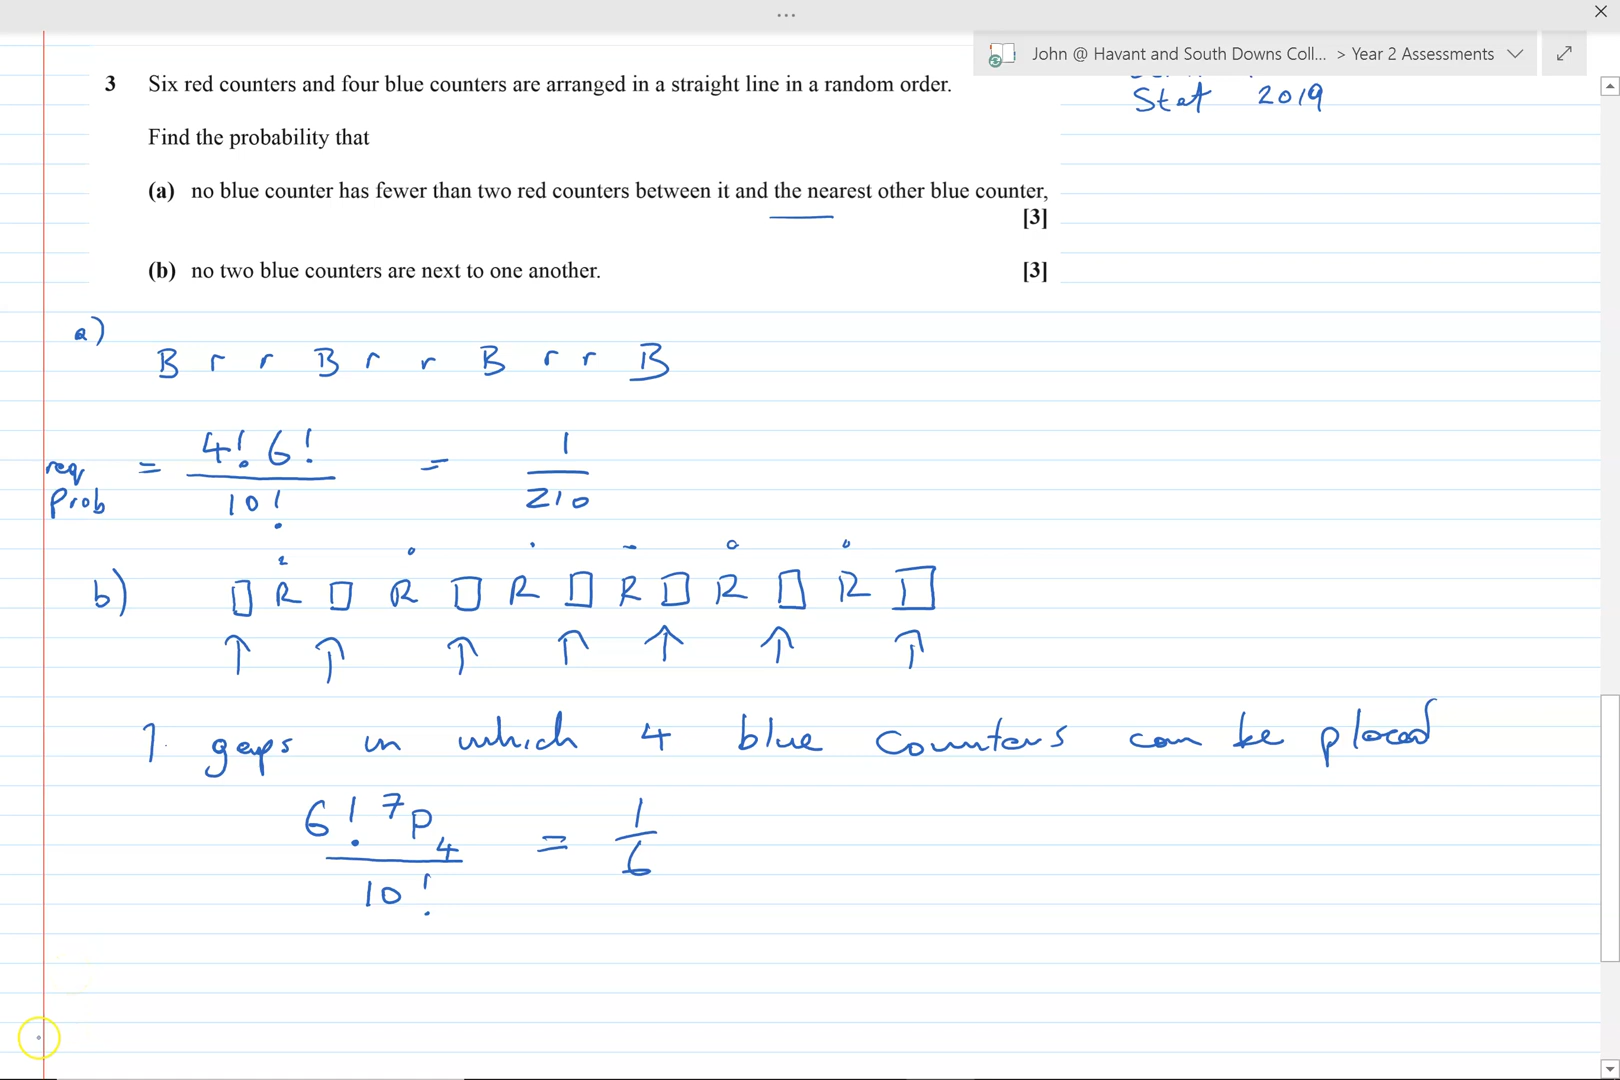 John @ Havant and South Downs Coll... > Year 2 Assessments
Stat 2019
3 Six red counters and four blue counters are arranged in a straight line in a random order.
Find the probability that
(a) no blue counter has fewer than two red counters between it and the nearest other blue counter,
[3]
(b) no two blue counters are next to one another. [3]
a)
B r r B r r B r r B
req prob = 4! 6! / 10! = 1 / 210
b) □ R □ R □ R □ R □ R □ R □
↑ ↑ ↑ ↑ ↑ ↑ ↑
7 gaps in which 4 blue counters can be placed
6! ⁷P₄ / 10! = 1 / 6